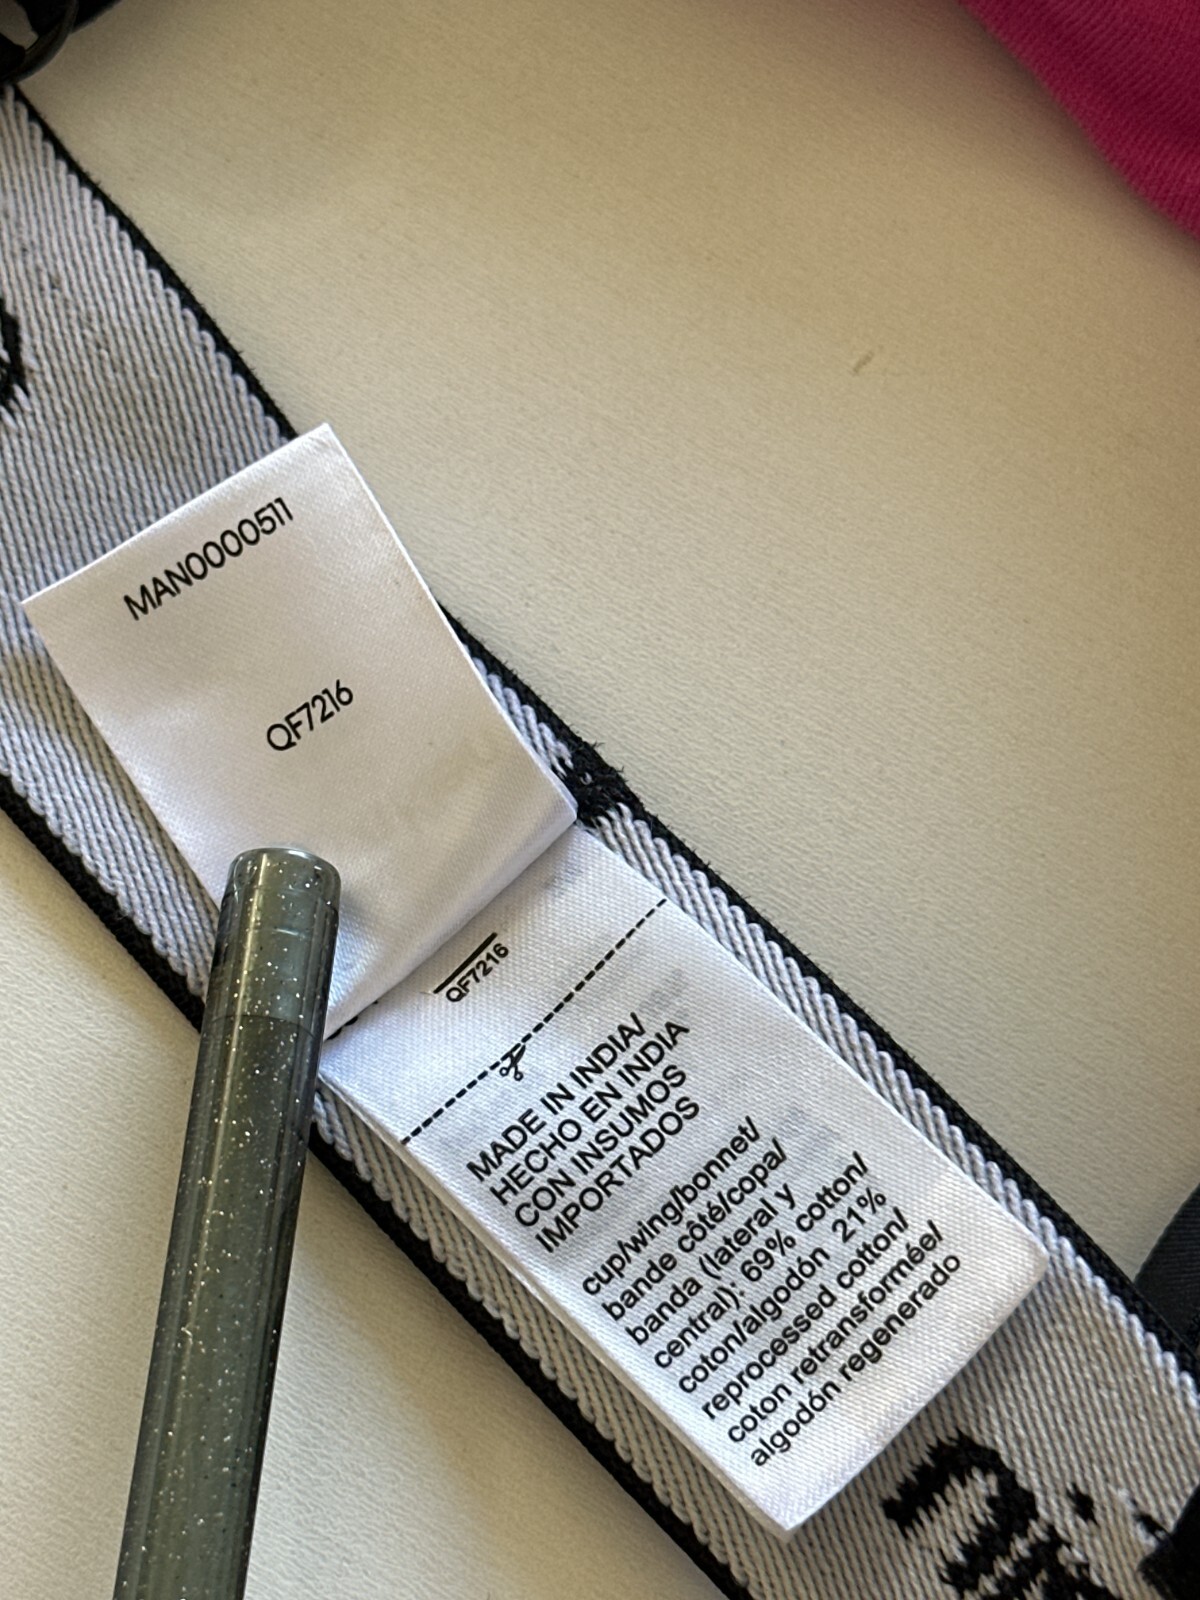 MAN0000511
QF7216
QF7216
MADE IN INDIA/
HECHO EN INDIA
CON INSUMOS
IMPORTADOS
cup/wing/bonnet/
bande côté/copa/
banda (lateral y
central): 69% cotton/
coton/algodón 21%
reprocessed cotton/
coton retransformée/
algodón regenerado